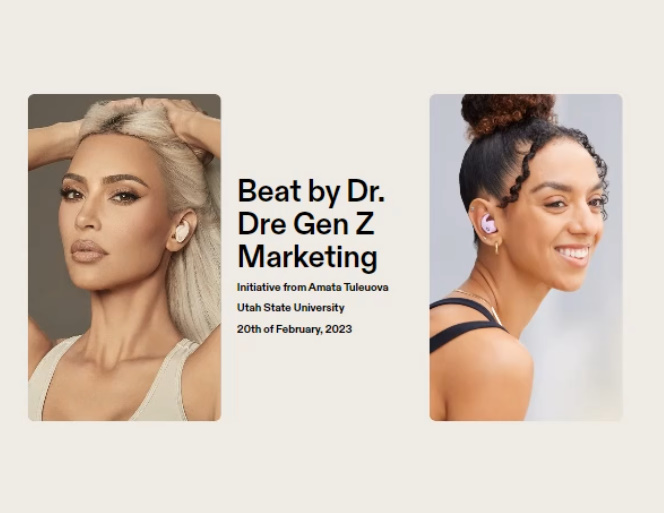 Beat by Dr.
Dre Gen Z
Marketing
Initiative from Amata Tuleuova
Utah State University
20th of February, 2023